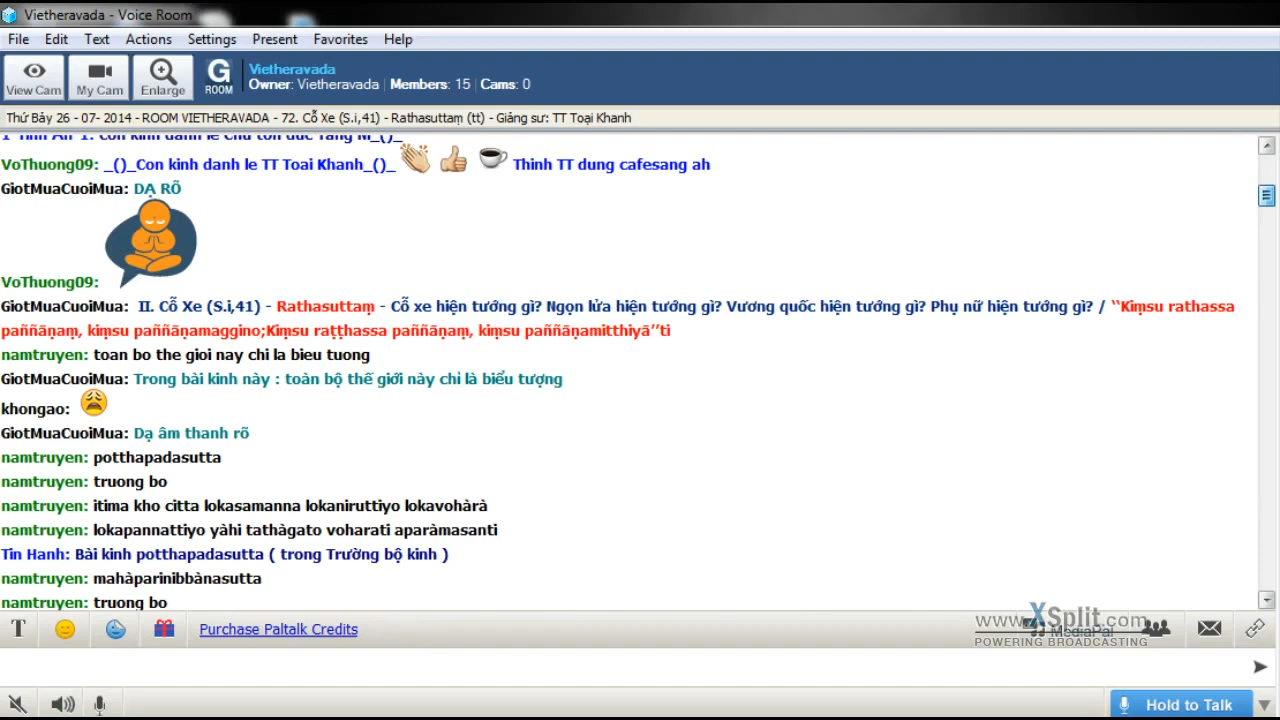 Vietheravada - Voice Room
File Edit Text Actions Settings Present Favorites Help
View Cam My Cam Enlarge G ROOM
Vietheravada
Owner: Vietheravada | Members: 15 | Cams: 0
Thứ Bảy 26 - 07- 2014 - ROOM VIETHERAVADA - 72. Cỗ Xe (S.i,41) - Rathasuttaṃ (tt) - Giảng sư: TT Toại Khanh
VoThuong09: _()_Con kinh danh le TT Toai Khanh_()_ Thinh TT dung cafesang ah
GiotMuaCuoiMua: DẠ RÕ
VoThuong09:
GiotMuaCuoiMua: II. Cỗ Xe (S.i,41) - Rathasuttaṃ - Cỗ xe hiện tướng gì? Ngọn lửa hiện tướng gì? Vương quốc hiện tướng gì? Phụ nữ hiện tướng gì? / ‘‘Kiṃsu rathassa
paññāṇaṃ, kiṃsu paññāṇamaggino;Kiṃsu raṭṭhassa paññāṇaṃ, kiṃsu paññāṇamitthiyā’’ti
namtruyen: toan bo the gioi nay chi la bieu tuong
GiotMuaCuoiMua: Trong bài kinh này : toàn bộ thế giới này chỉ là biểu tượng
khongao:
GiotMuaCuoiMua: Dạ âm thanh rõ
namtruyen: potthapadasutta
namtruyen: truong bo
namtruyen: itima kho citta lokasamanna lokaniruttiyo lokavohàrà
namtruyen: lokapannattiyo yàhi tathàgato voharati aparàmasanti
Tin Hanh: Bài kinh potthapadasutta ( trong Trường bộ kinh )
namtruyen: mahàparinibbànasutta
namtruyen: truong bo
Purchase Paltalk Credits
www.XSplit.com
MediaPal
POWERING BROADCASTING
Hold to Talk